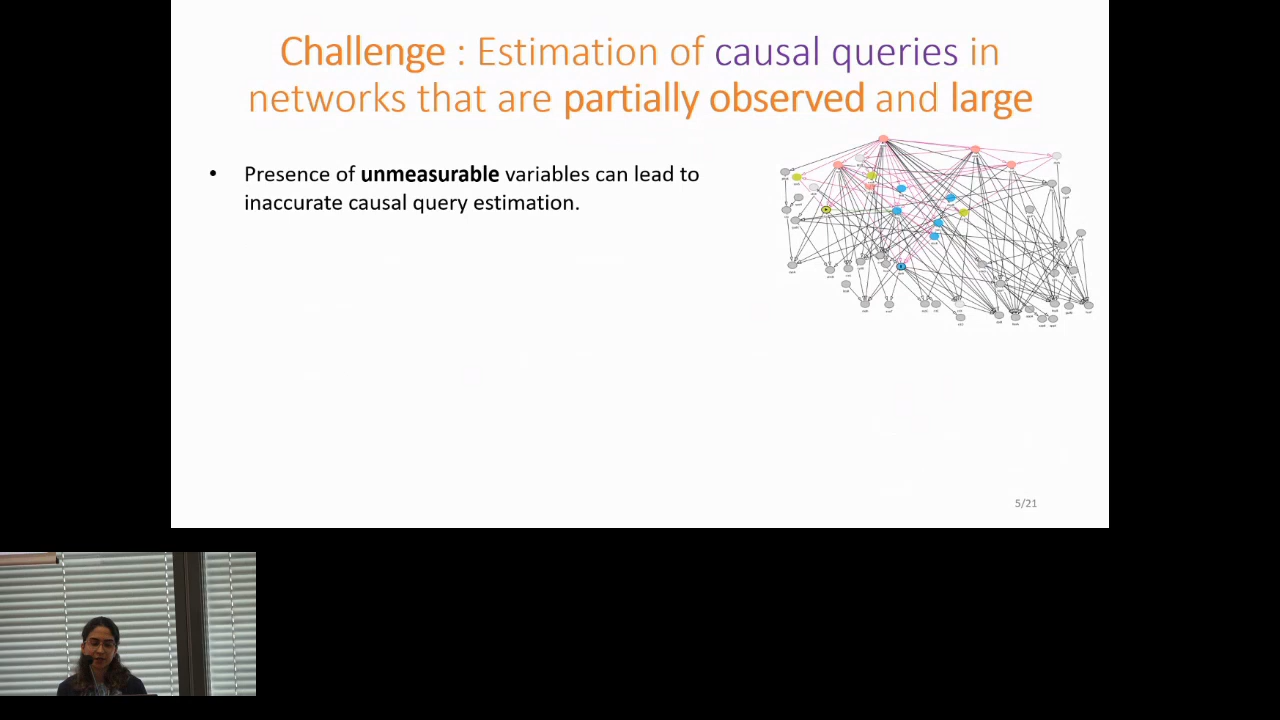 Challenge : Estimation of causal queries in
networks that are partially observed and large
• Presence of unmeasurable variables can lead to
inaccurate causal query estimation.
5/21